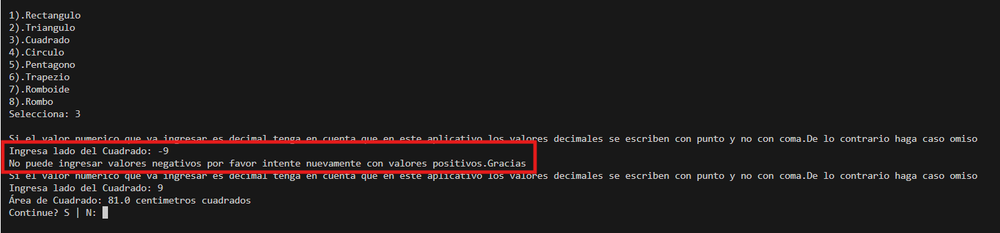 1).Rectangulo
2).Triangulo
3).Cuadrado
4).Circulo
5).Pentagono
6).Trapezio
7).Romboide
8).Rombo
Selecciona: 3
Si el valor numerico que va ingresar es decimal tenga en cuenta que en este aplicativo los valores decimales se escriben con punto y no con coma.De lo contrario haga caso omiso
Ingresa lado del Cuadrado: -9
No puede ingresar valores negativos por favor intente nuevamente con valores positivos.Gracias
Si el valor numerico que va ingresar es decimal tenga en cuenta que en este aplicativo los valores decimales se escriben con punto y no con coma.De lo contrario haga caso omiso
Ingresa lado del Cuadrado: 9
Área de Cuadrado: 81.0 centimetros cuadrados
Continue? S | N: